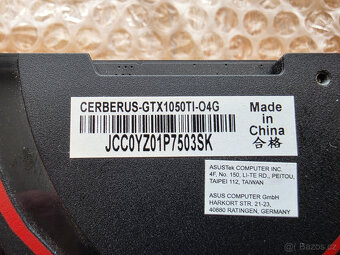 CERBERUS-GTX1050TI-O4G
JCC0YZ01P7503SK
Made in
China
合格
ASUSTek COMPUTER INC.
4F, No. 150, LI-TE RD., PEITOU,
TAIPEI 112, TAIWAN
ASUS COMPUTER GmbH
HARKORT STR. 21-23,
40880 RATINGEN, GERMANY